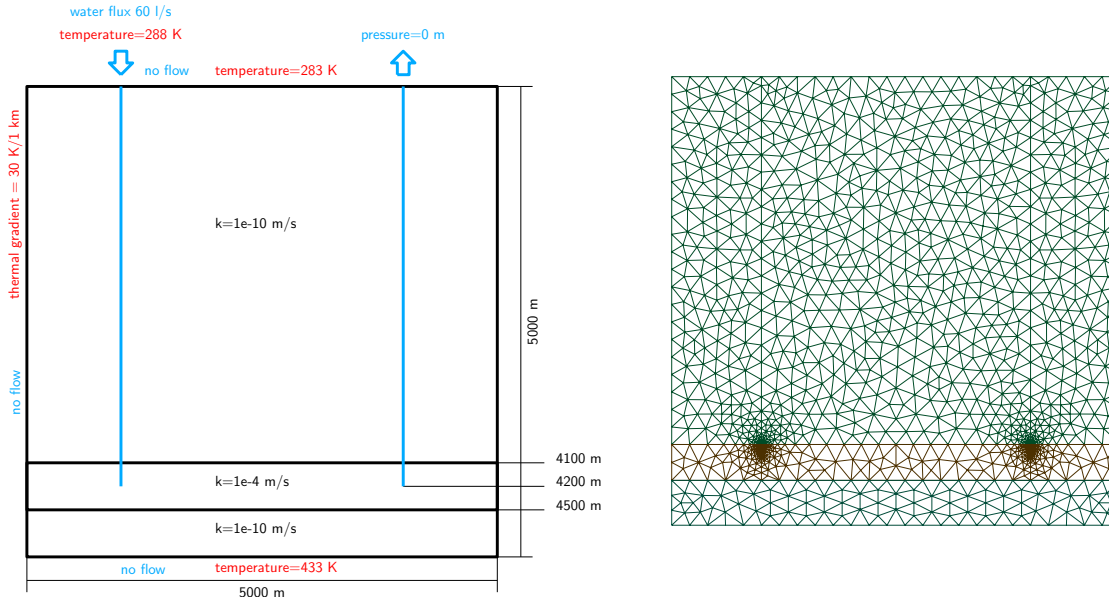 water flux 60 l/s
temperature=288 K
pressure=0 m
no flow
temperature=283 K
thermal gradient = 30 K/1 km
k=1e-10 m/s
5000 m
no flow
4100 m
k=1e-4 m/s
4200 m
4500 m
k=1e-10 m/s
no flow
temperature=433 K
5000 m